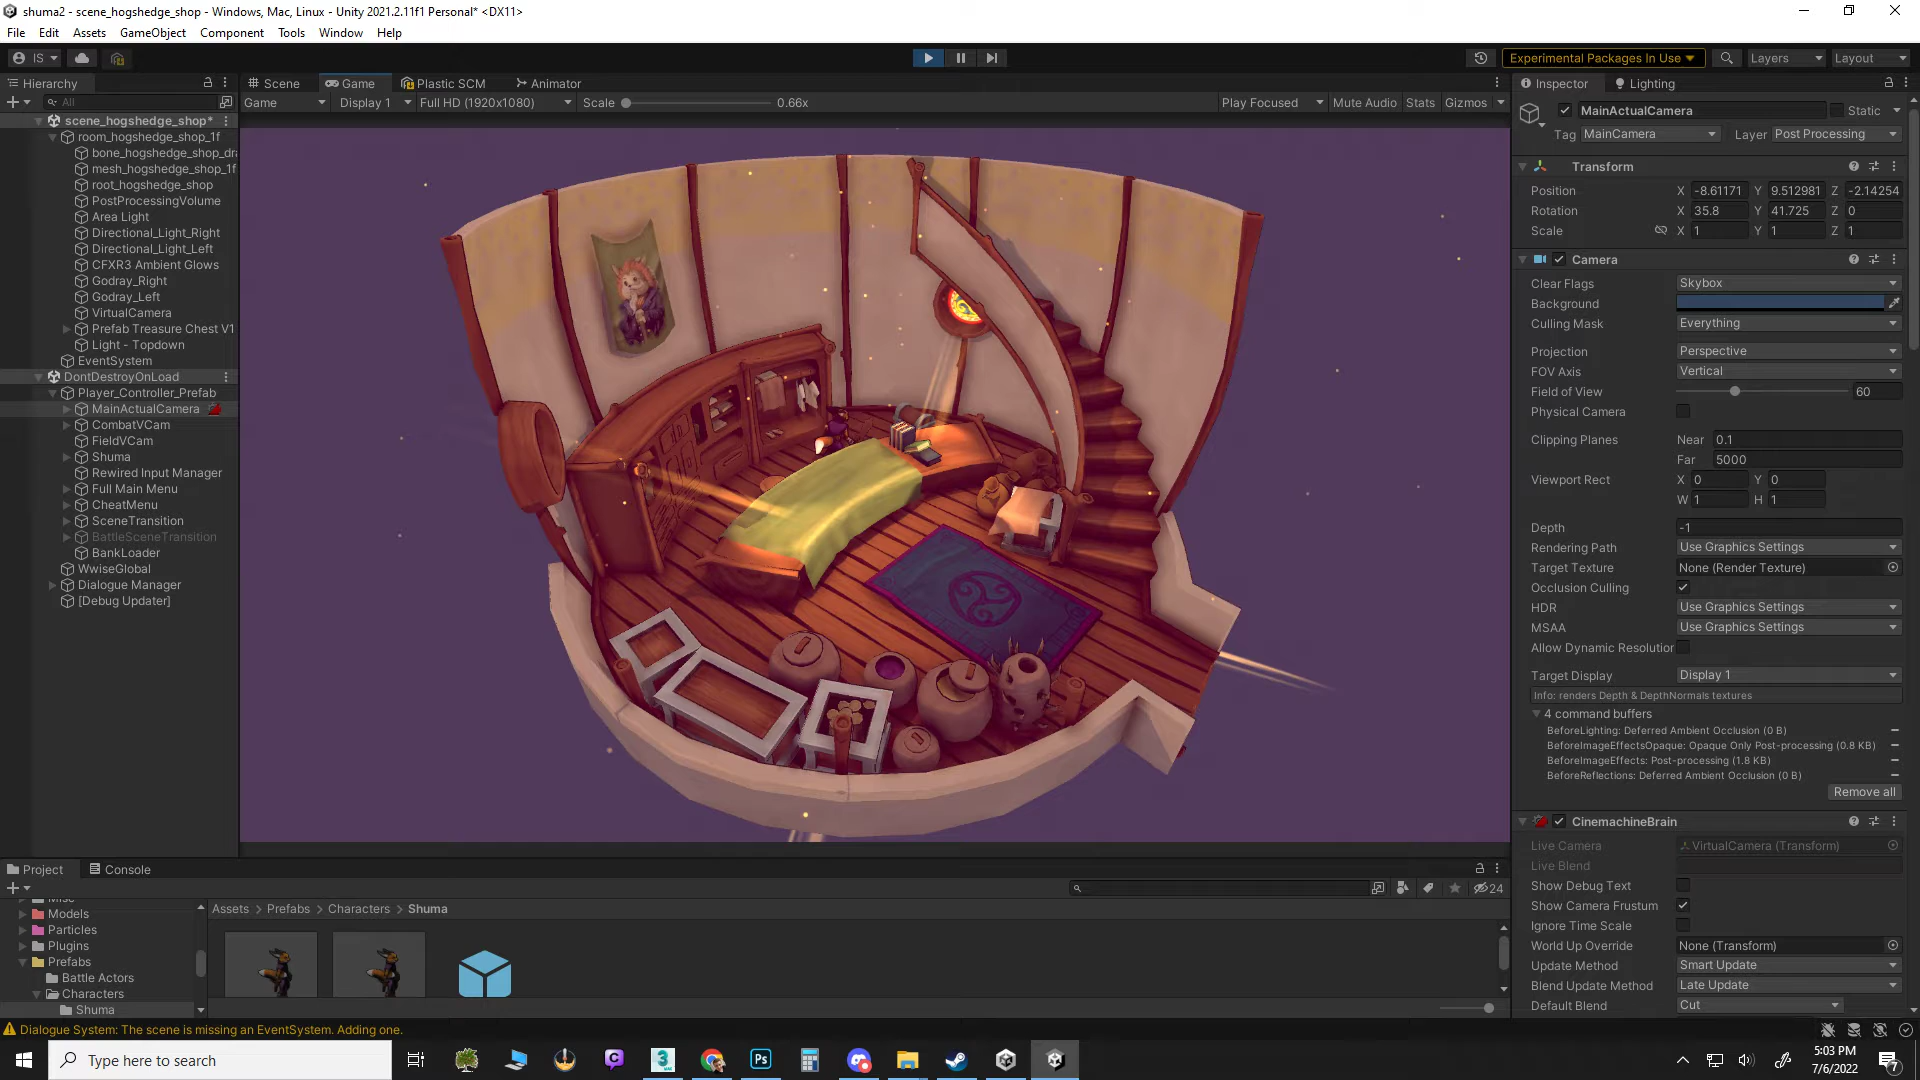 shuma2 - scene_hogshedge_shop - Windows, Mac, Linux - Unity 2021.2.11f1 Personal* <DX11>
File Edit Assets GameObject Component Tools Window Help
IS
Experimental Packages In Use
Layers
Layout
Hierarchy
All
scene_hogshedge_shop*
room_hogshedge_shop_1f
bone_hogshedge_shop_dra
mesh_hogshedge_shop_1f
root_hogshedge_shop
PostProcessingVolume
Area Light
Directional_Light_Right
Directional_Light_Left
CFXR3 Ambient Glows
Godray_Right
Godray_Left
VirtualCamera
Prefab Treasure Chest V1
Light - Topdown
EventSystem
DontDestroyOnLoad
Player_Controller_Prefab
MainActualCamera
CombatVCam
FieldVCam
Shuma
Rewired Input Manager
Full Main Menu
CheatMenu
SceneTransition
BattleSceneTransition
BankLoader
WwiseGlobal
Dialogue Manager
[Debug Updater]
Scene Game Plastic SCM Animator
Game Display 1 Full HD (1920x1080) Scale 0.66x Play Focused Mute Audio Stats Gizmos
Inspector Lighting
MainActualCamera Static
Tag MainCamera Layer Post Processing
Transform
Position X -8.61171 Y 9.512981 Z -2.14254
Rotation X 35.8 Y 41.725 Z 0
Scale X 1 Y 1 Z 1
Camera
Clear Flags Skybox
Background
Culling Mask Everything
Projection Perspective
FOV Axis Vertical
Field of View 60
Physical Camera
Clipping Planes Near 0.1
Far 5000
Viewport Rect X 0 Y 0
W 1 H 1
Depth -1
Rendering Path Use Graphics Settings
Target Texture None (Render Texture)
Occlusion Culling
HDR Use Graphics Settings
MSAA Use Graphics Settings
Allow Dynamic Resolution
Target Display Display 1
Info: renders Depth & DepthNormals textures
4 command buffers
BeforeLighting: Deferred Ambient Occlusion (0 B)
BeforeImageEffectsOpaque: Opaque Only Post-processing (0.8 KB)
BeforeImageEffects: Post-processing (1.8 KB)
BeforeReflections: Deferred Ambient Occlusion (0 B)
Remove all
CinemachineBrain
Live Camera VirtualCamera (Transform)
Live Blend
Show Debug Text
Show Camera Frustum
Ignore Time Scale
World Up Override None (Transform)
Update Method Smart Update
Blend Update Method Late Update
Default Blend Cut
Project Console
24
Misc
Models
Particles
Plugins
Prefabs
Battle Actors
Characters
Shuma
Assets > Prefabs > Characters > Shuma
Dialogue System: The scene is missing an EventSystem. Adding one.
Type here to search
3
MAX
Ps
5:03 PM
7/6/2022
7